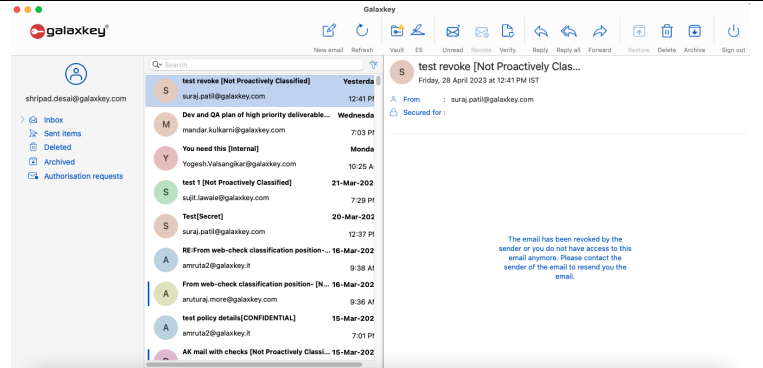 Galaxkey
galaxkey
New email Refresh Vault ES Unread Revoke Verify Reply Reply all Forward Restore Delete Archive Sign out
shripad.desai@galaxkey.com
Inbox
Sent items
Deleted
Archived
Authorisation requests
Search
S
test revoke [Not Proactively Classified] Yesterda
suraj.patil@galaxkey.com 12:41 PM
M
Dev and QA plan of high priority deliverable... Wednesda
mandar.kulkarni@galaxkey.com 7:03 PM
Y
You need this [Internal] Monda
Yogesh.Valsangikar@galaxkey.com 10:25 A
S
test 1 [Not Proactively Classified] 21-Mar-202
sujit.lawale@galaxkey.com 7:29 PM
S
Test[Secret] 20-Mar-202
suraj.patil@galaxkey.com 12:37 PM
A
RE:From web-check classification position-... 16-Mar-202
amruta2@galaxkey.it 9:38 AM
A
From web-check classification position- [N... 16-Mar-202
aruturaj.more@galaxkey.com 9:36 AM
A
test policy details[CONFIDENTIAL] 15-Mar-202
amruta2@galaxkey.it 7:01 PM
AK mail with checks [Not Proactively Classi... 15-Mar-202
S
test revoke [Not Proactively Clas...
Friday, 28 April 2023 at 12:41 PM IST
From : suraj.patil@galaxkey.com
Secured for :
The email has been revoked by the
sender or you do not have access to this
email anymore. Please contact the
sender of the email to resend you the
email.